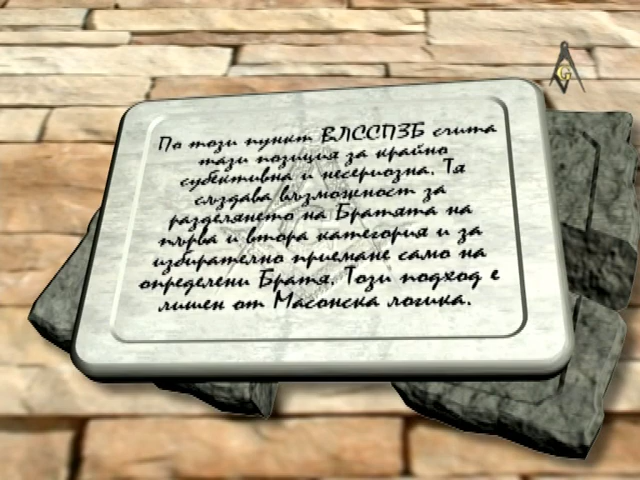 По този пункт ВЛССПЗБ счита
тази позиция за крайно
субективна и несериозна. Тя
създава възможност за
разделянето на Братята на
първа и втора категория и за
избирателно приемане само на
определени Братя. Този подход е
лишен от Масонска логика.
G